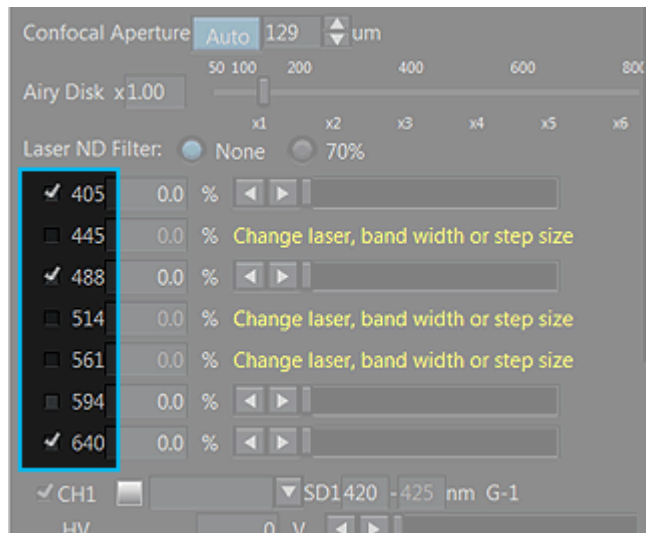 Confocal Aperture Auto 129 um
50 100 200 400 600 800
Airy Disk x1.00
x1 x2 x3 x4 x5 x6
Laser ND Filter: None 70%
405 0.0 %
445 0.0 % Change laser, band width or step size
488 0.0 %
514 0.0 % Change laser, band width or step size
561 0.0 % Change laser, band width or step size
594 0.0 %
640 0.0 %
CH1 SD1 420 - 425 nm G-1
HV 0 V